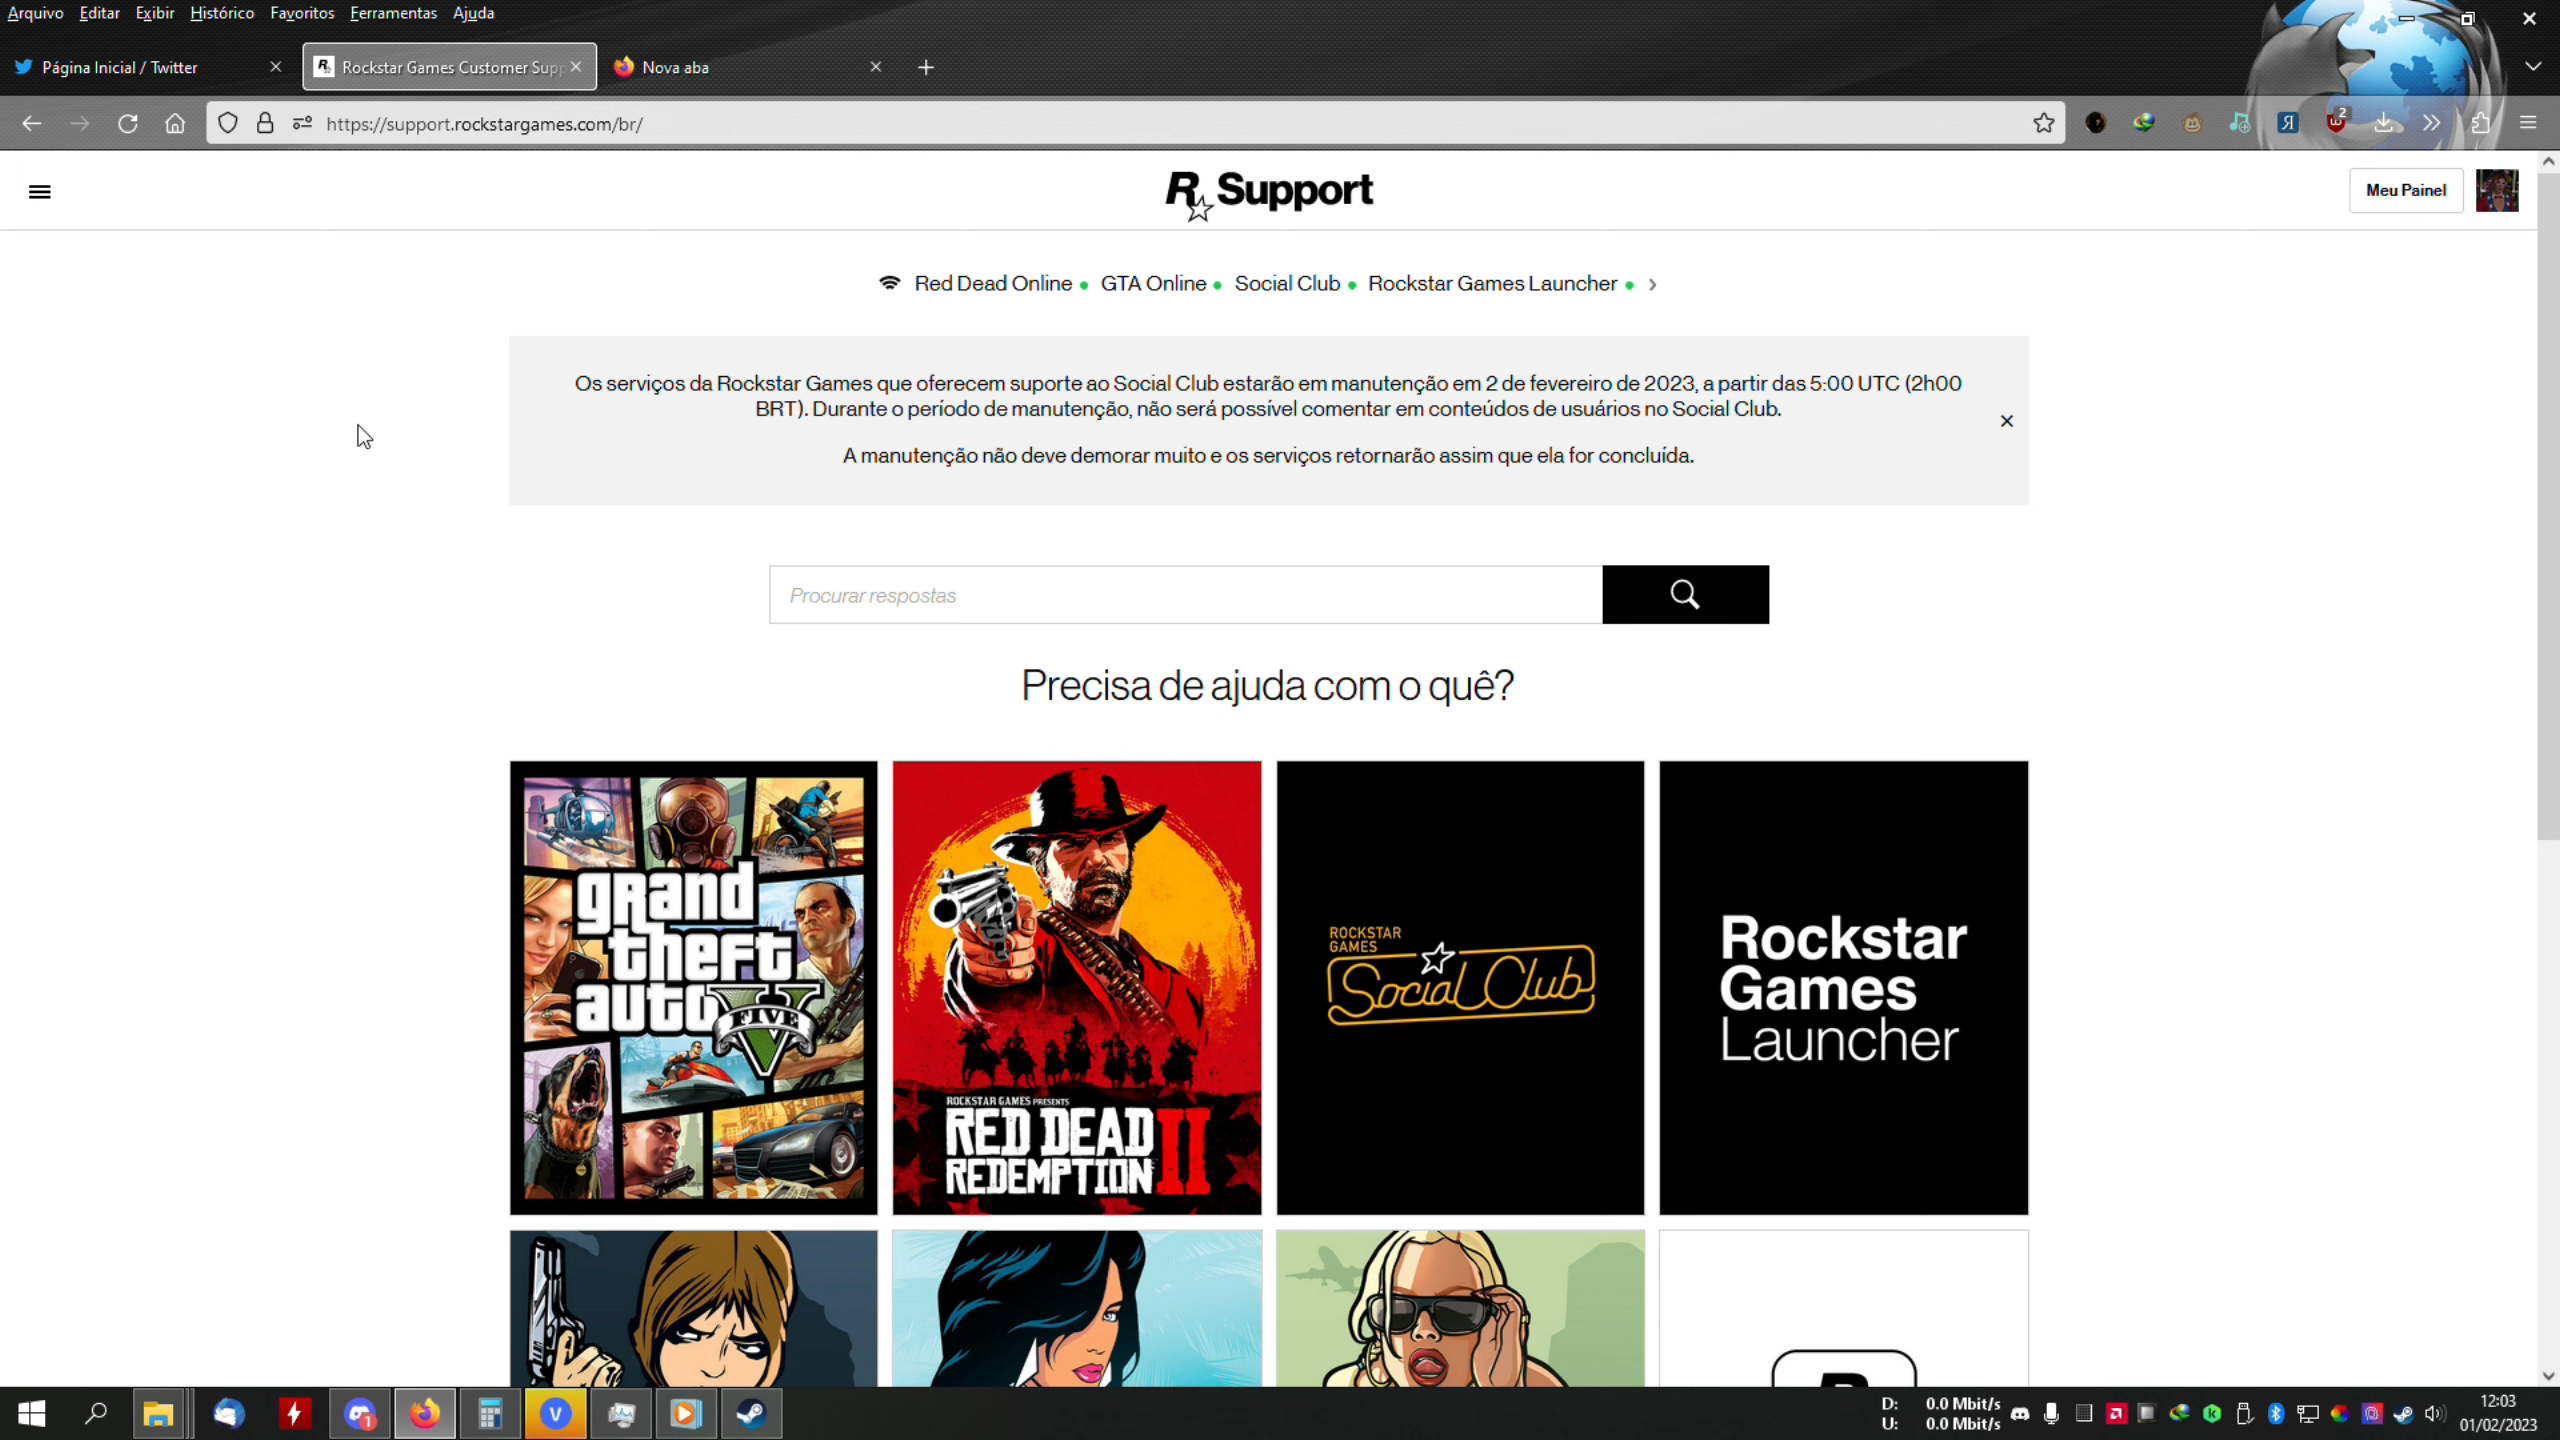 Arquivo Editar Exibir Histórico Favoritos Ferramentas Ajuda
Página Inicial / Twitter
Rockstar Games Customer Supp
Nova aba
https://support.rockstargames.com/br/
2
R Support
Meu Painel
Red Dead Online GTA Online Social Club Rockstar Games Launcher
Os serviços da Rockstar Games que oferecem suporte ao Social Club estarão em manutenção em 2 de fevereiro de 2023, a partir das 5:00 UTC (2h00
BRT). Durante o período de manutenção, não será possível comentar em conteúdos de usuários no Social Club.
A manutenção não deve demorar muito e os serviços retornarão assim que ela for concluída.
Procurar respostas
Precisa de ajuda com o quê?
grand
theft
auto
FIVE
ROCKSTAR GAMES PRESENTS
RED DEAD
REDEMPTION II
ROCKSTAR
GAMES
Social Club
Rockstar
Games
Launcher
1
D: 0.0 Mbit/s
U: 0.0 Mbit/s
12:03
01/02/2023